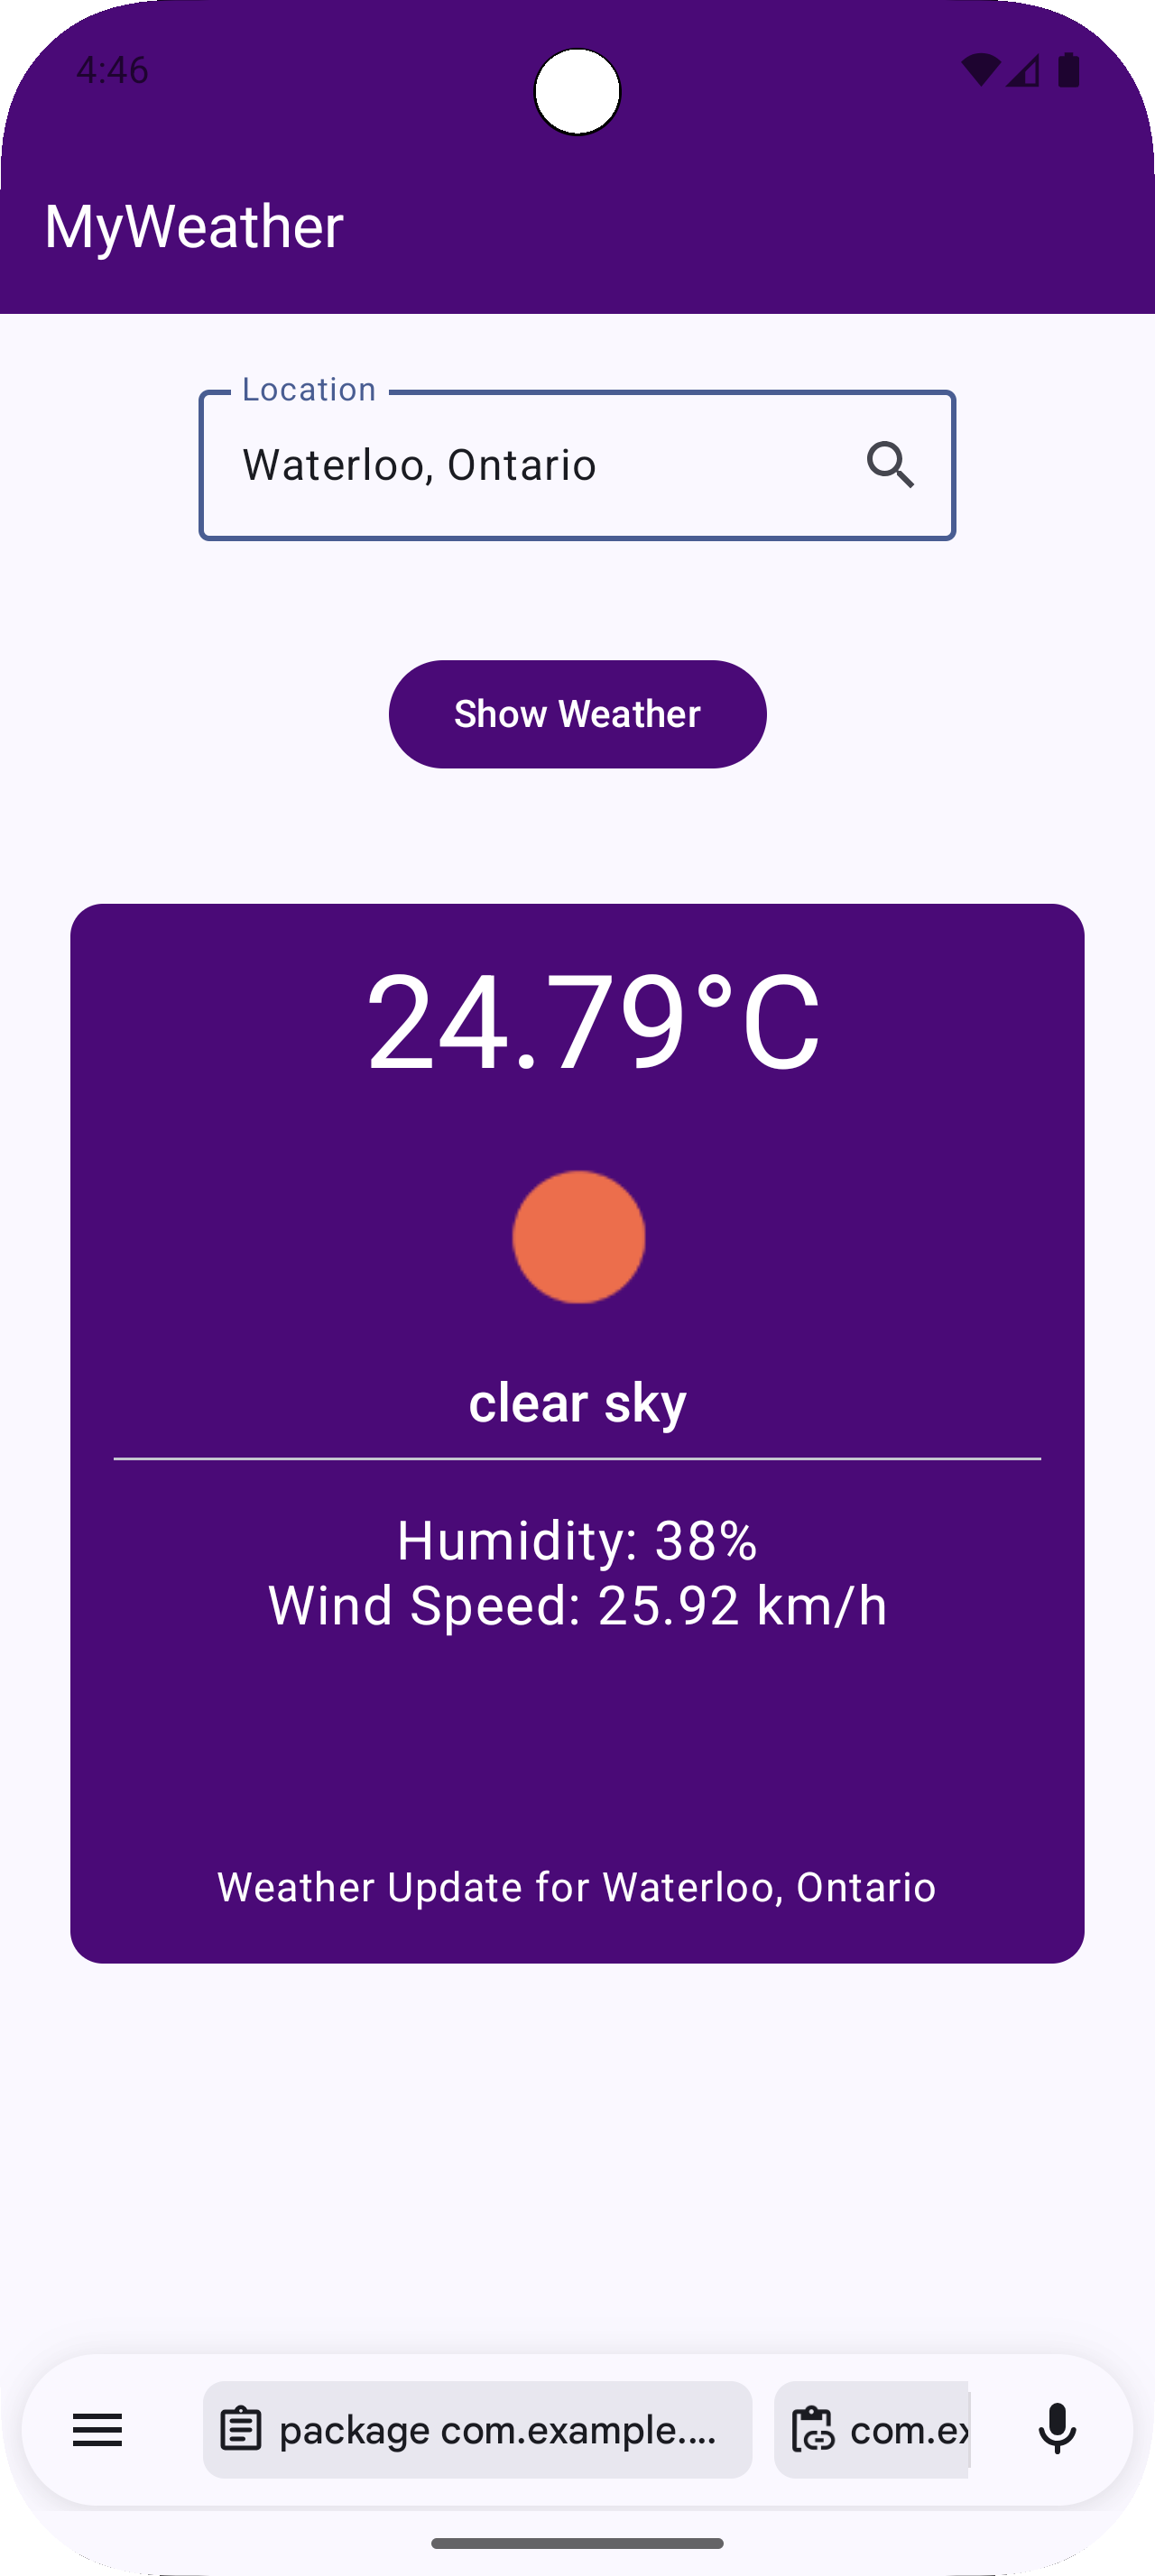 4:46
MyWeather
Location
Waterloo, Ontario
Show Weather
24.79°C
clear sky
Humidity: 38%
Wind Speed: 25.92 km/h
Weather Update for Waterloo, Ontario
package com.example....
com.ex